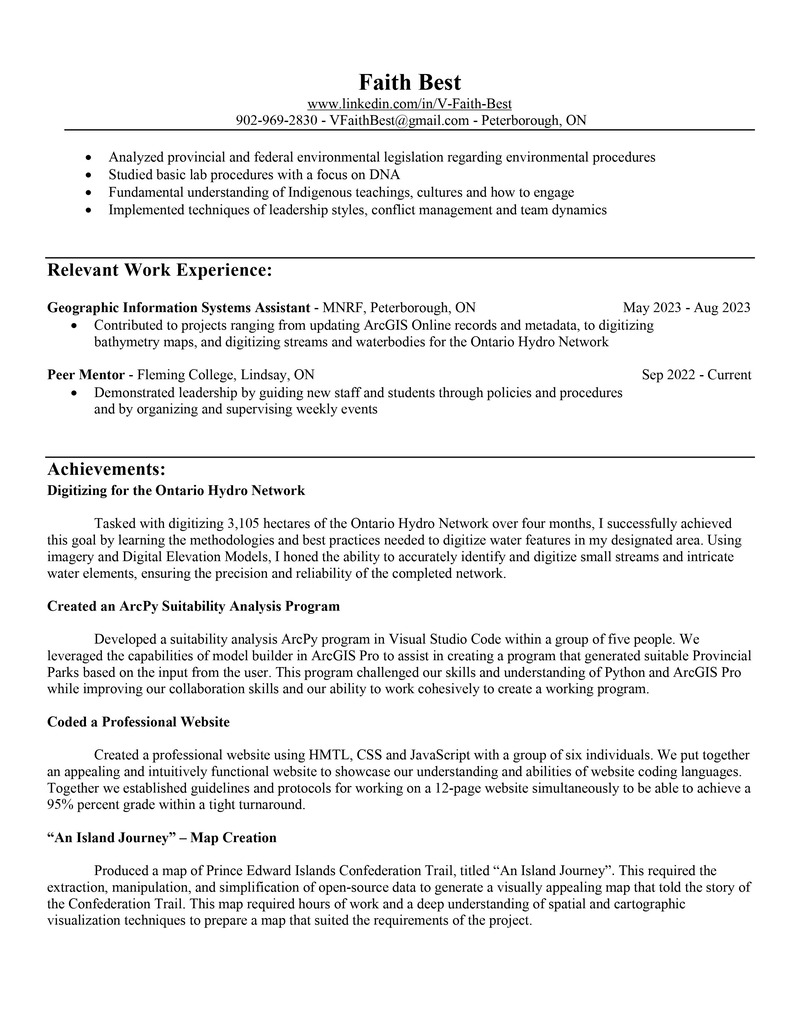 Faith Best
www.linkedin.com/in/V-Faith-Best
902-969-2830 - VFaithBest@gmail.com - Peterborough, ON
• Analyzed provincial and federal environmental legislation regarding environmental procedures
• Studied basic lab procedures with a focus on DNA
• Fundamental understanding of Indigenous teachings, cultures and how to engage
• Implemented techniques of leadership styles, conflict management and team dynamics
Relevant Work Experience:
Geographic Information Systems Assistant - MNRF, Peterborough, ON May 2023 - Aug 2023
• Contributed to projects ranging from updating ArcGIS Online records and metadata, to digitizing
bathymetry maps, and digitizing streams and waterbodies for the Ontario Hydro Network
Peer Mentor - Fleming College, Lindsay, ON Sep 2022 - Current
• Demonstrated leadership by guiding new staff and students through policies and procedures
and by organizing and supervising weekly events
Achievements:
Digitizing for the Ontario Hydro Network
Tasked with digitizing 3,105 hectares of the Ontario Hydro Network over four months, I successfully achieved
this goal by learning the methodologies and best practices needed to digitize water features in my designated area. Using
imagery and Digital Elevation Models, I honed the ability to accurately identify and digitize small streams and intricate
water elements, ensuring the precision and reliability of the completed network.
Created an ArcPy Suitability Analysis Program
Developed a suitability analysis ArcPy program in Visual Studio Code within a group of five people. We
leveraged the capabilities of model builder in ArcGIS Pro to assist in creating a program that generated suitable Provincial
Parks based on the input from the user. This program challenged our skills and understanding of Python and ArcGIS Pro
while improving our collaboration skills and our ability to work cohesively to create a working program.
Coded a Professional Website
Created a professional website using HMTL, CSS and JavaScript with a group of six individuals. We put together
an appealing and intuitively functional website to showcase our understanding and abilities of website coding languages.
Together we established guidelines and protocols for working on a 12-page website simultaneously to be able to achieve a
95% percent grade within a tight turnaround.
“An Island Journey” – Map Creation
Produced a map of Prince Edward Islands Confederation Trail, titled “An Island Journey”. This required the
extraction, manipulation, and simplification of open-source data to generate a visually appealing map that told the story of
the Confederation Trail. This map required hours of work and a deep understanding of spatial and cartographic
visualization techniques to prepare a map that suited the requirements of the project.